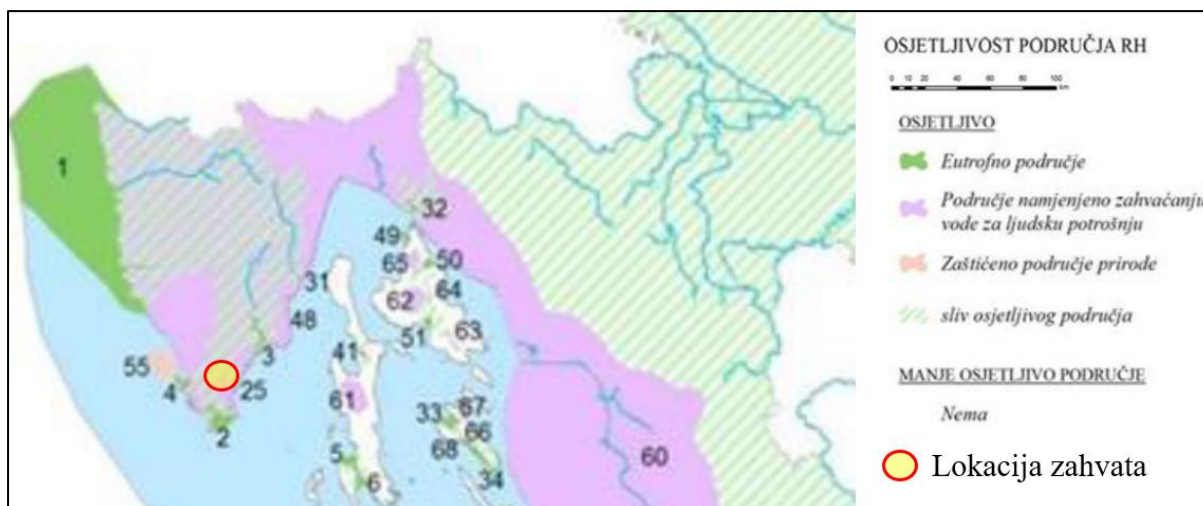 OSJETLJIVOST PODRUČJA RH
0 10 20 40 60 80 100
km
OSJETLJIVO
Eutrofno područje
Područje namjenjeno zahvaćanju
vode za ljudsku potrošnju
Zaštićeno područje prirode
sliv osjetljivog područja
MANJE OSJETLJIVO PODRUČJE
Nema
Lokacija zahvata
1
32
49
65
50
31
62
64
48
51
63
3
41
55
4
25
61
2
33
67
66
5
68
60
6
34